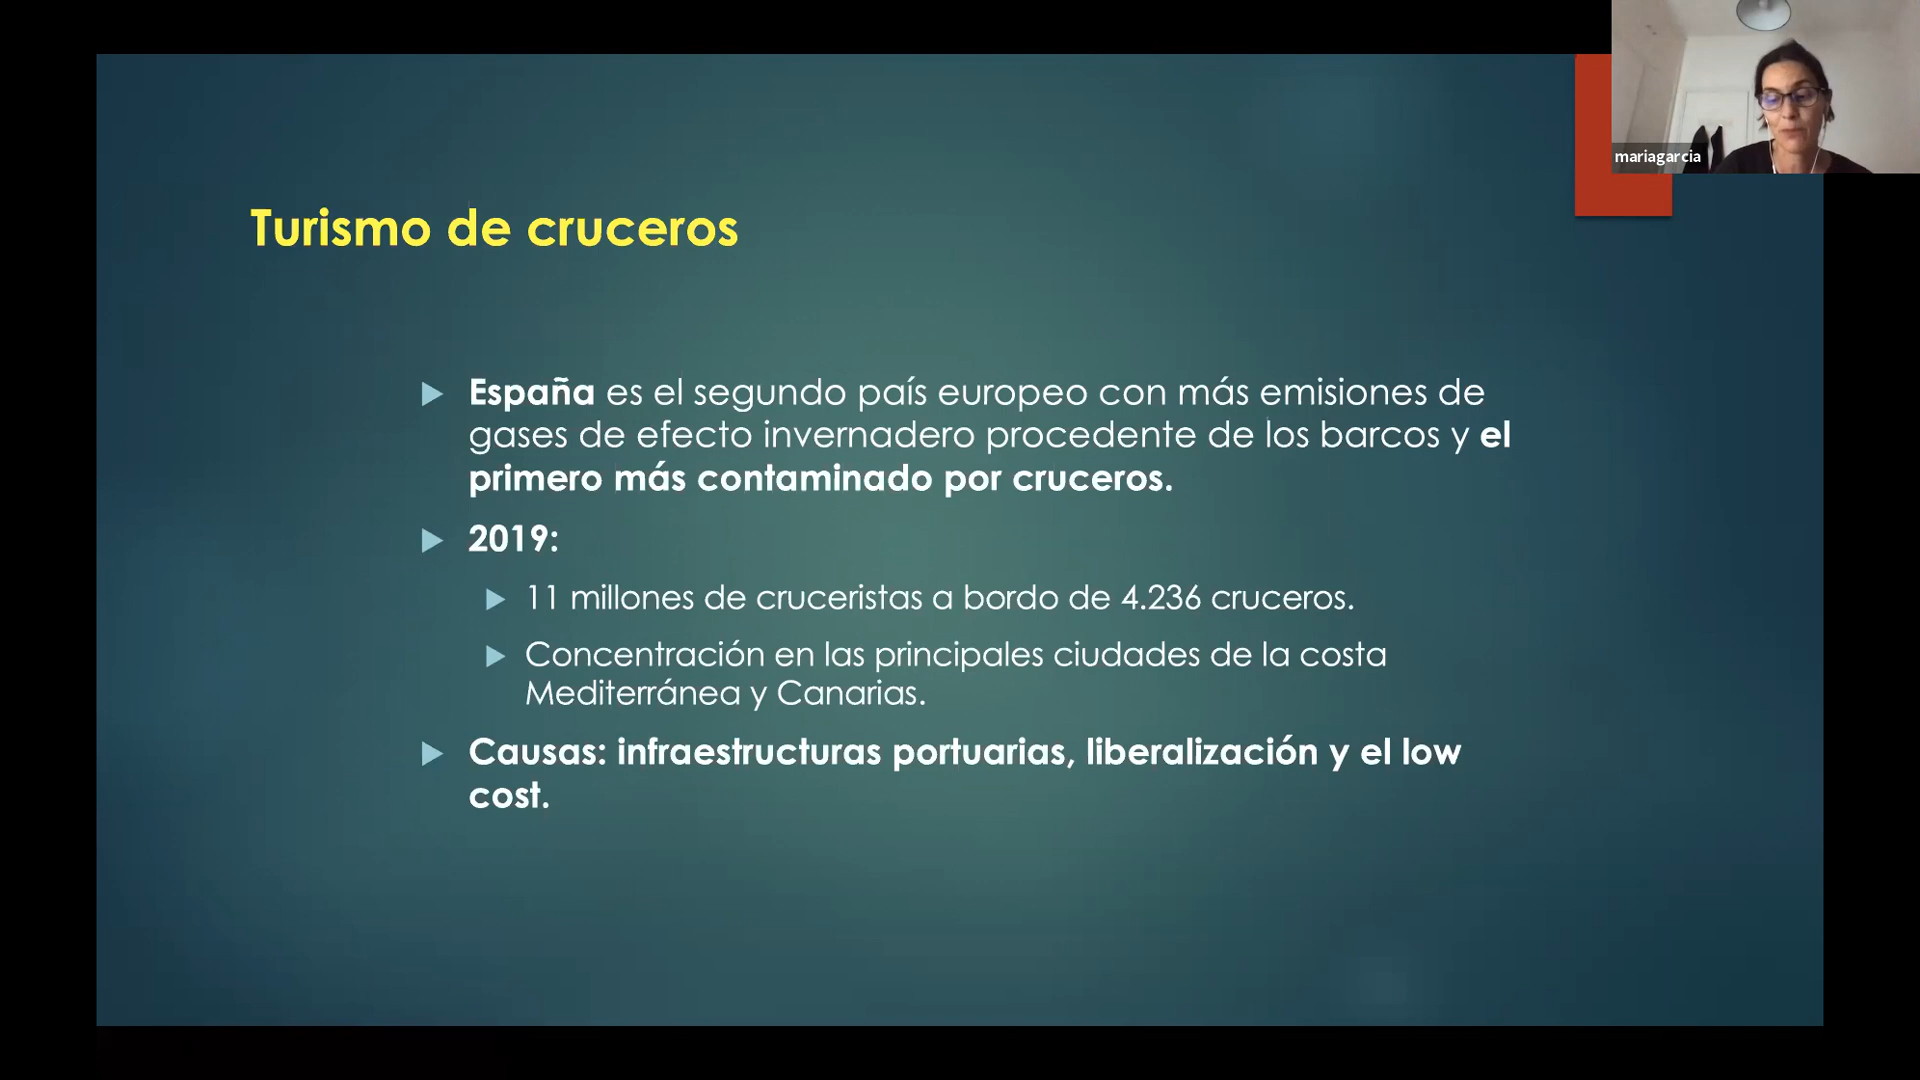 mariagarcia
Turismo de cruceros
España es el segundo país europeo con más emisiones de
gases de efecto invernadero procedente de los barcos y el
primero más contaminado por cruceros.
2019:
11 millones de cruceristas a bordo de 4.236 cruceros.
Concentración en las principales ciudades de la costa
Mediterránea y Canarias.
Causas: infraestructuras portuarias, liberalización y el low
cost.